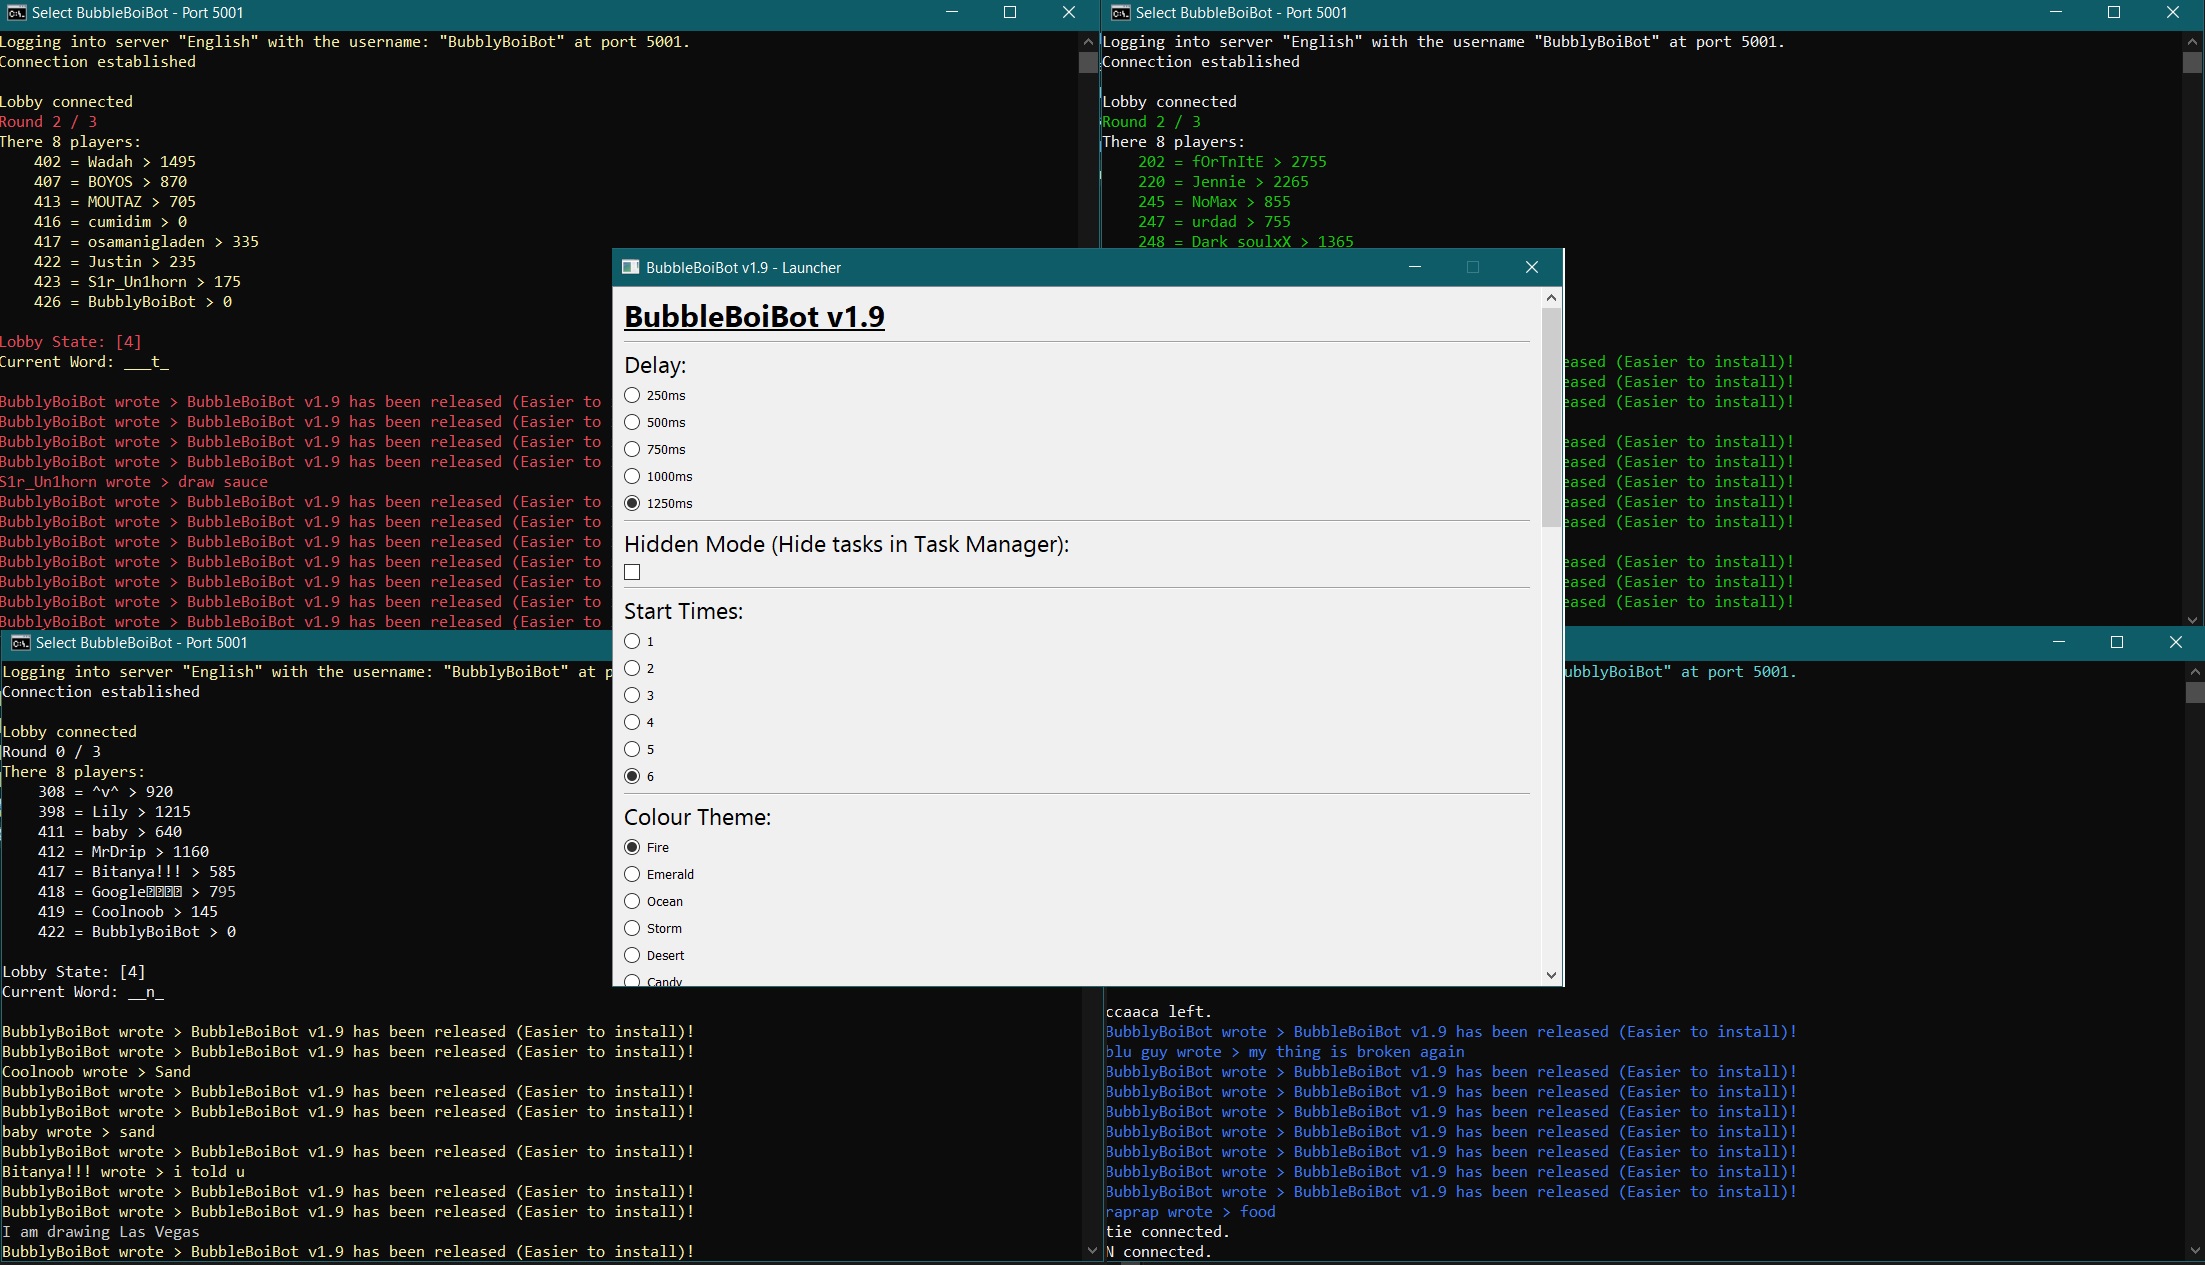 Select BubbleBoiBot - Port 5001
Logging into server "English" with the username: "BubblyBoiBot" at port 5001.
Connection established
Lobby connected
Round 2 / 3
There 8 players:
402 = Wadah > 1495
407 = BOYOS > 870
413 = MOUTAZ > 705
416 = cumidim > 0
417 = osamanigladen > 335
422 = Justin > 235
423 = S1r_Un1horn > 175
426 = BubblyBoiBot > 0
Lobby State: [4]
Current Word: ___t_
BubblyBoiBot wrote > BubbleBoiBot v1.9 has been released (Easier to
BubblyBoiBot wrote > BubbleBoiBot v1.9 has been released (Easier to
BubblyBoiBot wrote > BubbleBoiBot v1.9 has been released (Easier to
BubblyBoiBot wrote > BubbleBoiBot v1.9 has been released (Easier to
S1r_Un1horn wrote > draw sauce
BubblyBoiBot wrote > BubbleBoiBot v1.9 has been released (Easier to
BubblyBoiBot wrote > BubbleBoiBot v1.9 has been released (Easier to
BubblyBoiBot wrote > BubbleBoiBot v1.9 has been released (Easier to
BubblyBoiBot wrote > BubbleBoiBot v1.9 has been released (Easier to
BubblyBoiBot wrote > BubbleBoiBot v1.9 has been released (Easier to
BubblyBoiBot wrote > BubbleBoiBot v1.9 has been released (Easier to
BubblyBoiBot wrote > BubbleBoiBot v1.9 has been released (Easier to
Select BubbleBoiBot - Port 5001
Logging into server "English" with the username "BubblyBoiBot" at port 5001.
Connection established
Lobby connected
Round 2 / 3
There 8 players:
202 = fOrTnItE > 2755
220 = Jennie > 2265
245 = NoMax > 855
247 = urdad > 755
248 = Dark soulxX > 1365
eased (Easier to install)!
eased (Easier to install)!
eased (Easier to install)!
eased (Easier to install)!
eased (Easier to install)!
eased (Easier to install)!
eased (Easier to install)!
eased (Easier to install)!
eased (Easier to install)!
eased (Easier to install)!
eased (Easier to install)!
BubbleBoiBot v1.9 - Launcher
BubbleBoiBot v1.9
Delay:
250ms
500ms
750ms
1000ms
1250ms
Hidden Mode (Hide tasks in Task Manager):
Start Times:
1
2
3
4
5
6
Colour Theme:
Fire
Emerald
Ocean
Storm
Desert
Candy
Select BubbleBoiBot - Port 5001
Logging into server "English" with the username: "BubblyBoiBot" at p
Connection established
Lobby connected
Round 0 / 3
There 8 players:
308 = ^v^ > 920
398 = Lily > 1215
411 = baby > 640
412 = MrDrip > 1160
417 = Bitanya!!! > 585
418 = Google > 795
419 = Coolnoob > 145
422 = BubblyBoiBot > 0
Lobby State: [4]
Current Word: __n_
BubblyBoiBot wrote > BubbleBoiBot v1.9 has been released (Easier to install)!
BubblyBoiBot wrote > BubbleBoiBot v1.9 has been released (Easier to install)!
Coolnoob wrote > Sand
BubblyBoiBot wrote > BubbleBoiBot v1.9 has been released (Easier to install)!
BubblyBoiBot wrote > BubbleBoiBot v1.9 has been released (Easier to install)!
baby wrote > sand
BubblyBoiBot wrote > BubbleBoiBot v1.9 has been released (Easier to install)!
Bitanya!!! wrote > i told u
BubblyBoiBot wrote > BubbleBoiBot v1.9 has been released (Easier to install)!
BubblyBoiBot wrote > BubbleBoiBot v1.9 has been released (Easier to install)!
I am drawing Las Vegas
BubblyBoiBot wrote > BubbleBoiBot v1.9 has been released (Easier to install)!
ubblyBoiBot" at port 5001.
ccaaca left.
BubblyBoiBot wrote > BubbleBoiBot v1.9 has been released (Easier to install)!
blu guy wrote > my thing is broken again
BubblyBoiBot wrote > BubbleBoiBot v1.9 has been released (Easier to install)!
BubblyBoiBot wrote > BubbleBoiBot v1.9 has been released (Easier to install)!
BubblyBoiBot wrote > BubbleBoiBot v1.9 has been released (Easier to install)!
BubblyBoiBot wrote > BubbleBoiBot v1.9 has been released (Easier to install)!
BubblyBoiBot wrote > BubbleBoiBot v1.9 has been released (Easier to install)!
BubblyBoiBot wrote > BubbleBoiBot v1.9 has been released (Easier to install)!
BubblyBoiBot wrote > BubbleBoiBot v1.9 has been released (Easier to install)!
raprap wrote > food
tie connected.
N connected.